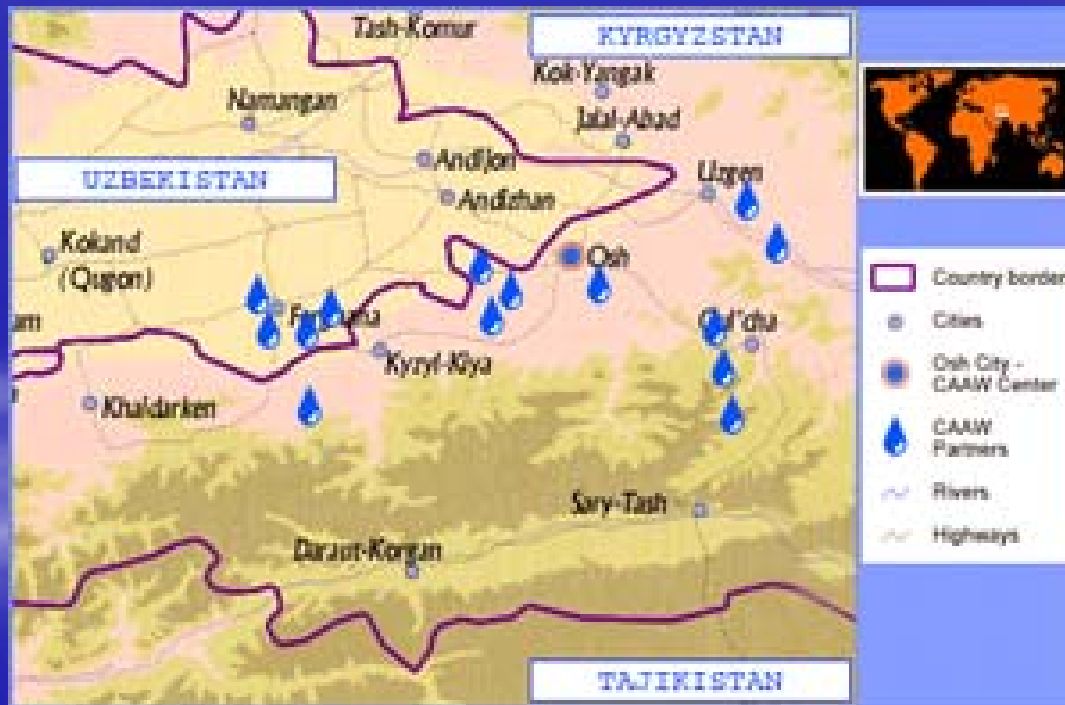 KYRGYZSTAN
Tash-Komur
Kok-Yangak
Namangan
Jalal-Abad
Andijon
UZBEKISTAN
Uzgen
Andizhan
Kokand
(Quqon)
Osh
Kyzyl-Kiya
Khaidarken
Sary-Tash
Daraut-Korgan
TAJIKISTAN
Country border
Cities
Osh City -
CAAW Center
CAAW
Partners
Rivers
Highways